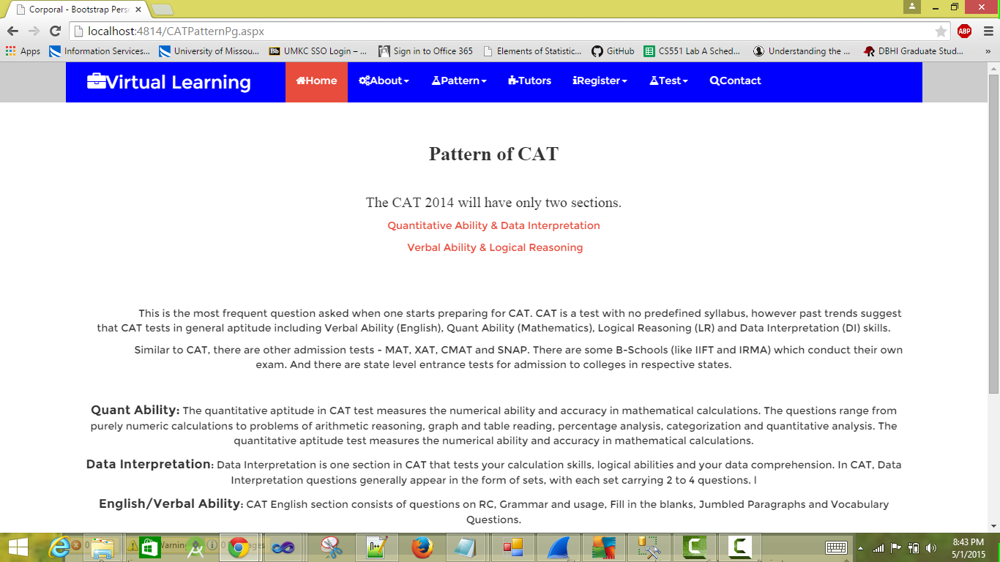 Corporal - Bootstrap Pers
localhost:4814/CATPatternPg.aspx
ABP
Apps Information Services... University of Missou... Bb UMKC SSO Login – ... Sign in to Office 365 Elements of Statistic... GitHub CS551 Lab A Sched... Understanding the ... DBHI Graduate Stud... »
Virtual Learning Home About Pattern Tutors Register Test Contact
Pattern of CAT
The CAT 2014 will have only two sections.
Quantitative Ability & Data Interpretation
Verbal Ability & Logical Reasoning
This is the most frequent question asked when one starts preparing for CAT. CAT is a test with no predefined syllabus, however past trends suggest
that CAT tests in general aptitude including Verbal Ability (English), Quant Ability (Mathematics), Logical Reasoning (LR) and Data Interpretation (DI) skills.
Similar to CAT, there are other admission tests - MAT, XAT, CMAT and SNAP. There are some B-Schools (like IIFT and IRMA) which conduct their own
exam. And there are state level entrance tests for admission to colleges in respective states.
Quant Ability: The quantitative aptitude in CAT test measures the numerical ability and accuracy in mathematical calculations. The questions range from
purely numeric calculations to problems of arithmetic reasoning, graph and table reading, percentage analysis, categorization and quantitative analysis. The
quantitative aptitude test measures the numerical ability and accuracy in mathematical calculations.
Data Interpretation: Data Interpretation is one section in CAT that tests your calculation skills, logical abilities and your data comprehension. In CAT, Data
Interpretation questions generally appear in the form of sets, with each set carrying 2 to 4 questions. l
English/Verbal Ability: CAT English section consists of questions on RC, Grammar and usage, Fill in the blanks, Jumbled Paragraphs and Vocabulary
Questions.
8:43 PM
5/1/2015